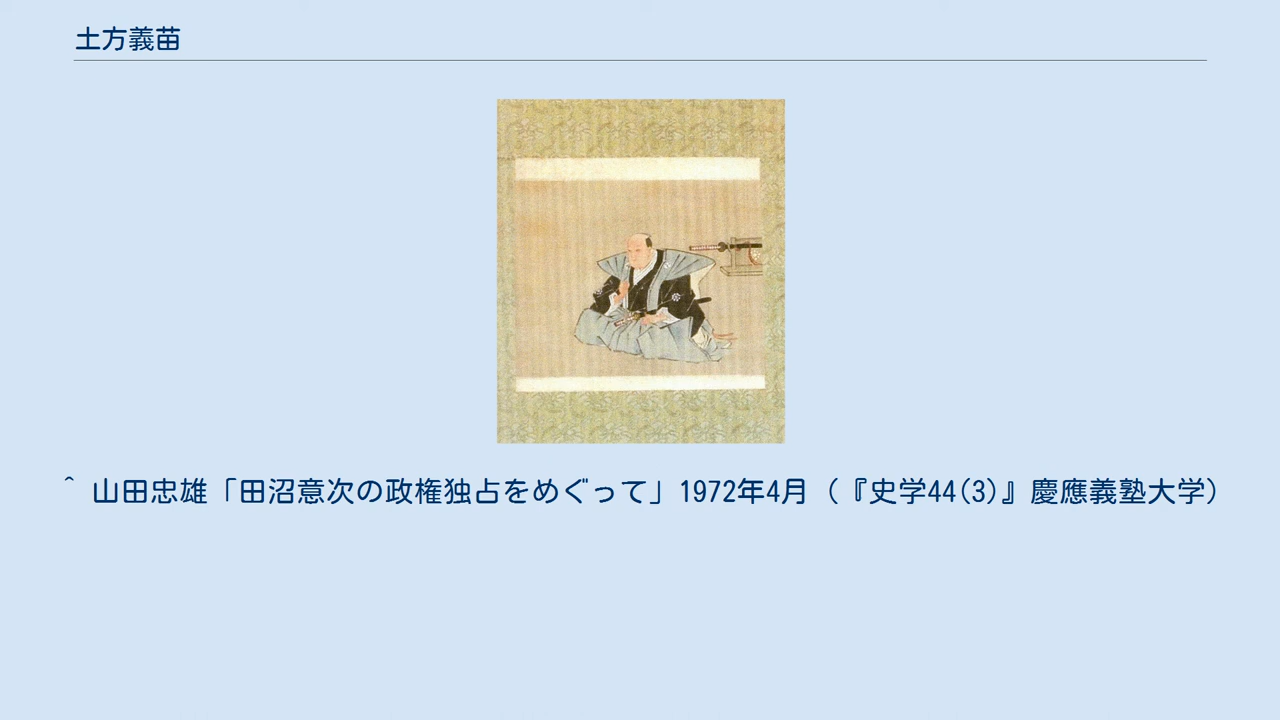 土方義苗
^ 山田忠雄「田沼意次の政権独占をめぐって」1972年4月（『史学44(3)』慶應義塾大学）